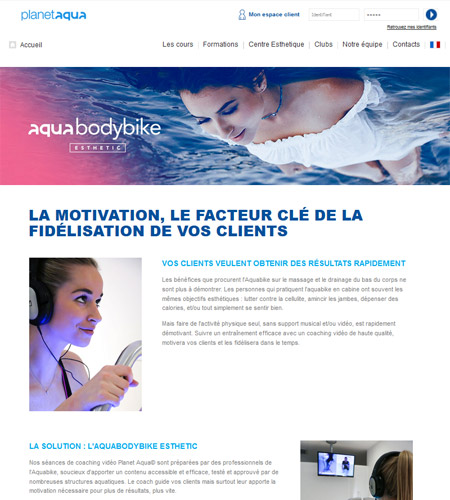 planetaqua
Mon espace client
Identifiant
•••••
Retrouvez mes identifiants
Accueil
Les cours
Formations
Centre Esthetique
Clubs
Notre équipe
Contacts
aquabodybike
ESTHETIC
LA MOTIVATION, LE FACTEUR CLÉ DE LA
FIDÉLISATION DE VOS CLIENTS
VOS CLIENTS VEULENT OBTENIR DES RÉSULTATS RAPIDEMENT
Les bénéfices que procurent l'Aquabike sur le massage et le drainage du bas du corps ne
sont plus à démontrer. Les personnes qui pratiquent l'aquabike en cabine ont souvent les
mêmes objectifs esthétiques : lutter contre la cellulite, amincir les jambes, dépenser des
calories, et/ou tout simplement se sentir bien.
Mais faire de l'activité physique seul, sans support musical et/ou vidéo, est rapidement
démotivant. Suivre un entraînement efficace avec un coaching vidéo de haute qualité,
motivera vos clients et les fidélisera dans le temps.
LA SOLUTION : L'AQUABODYBIKE ESTHETIC
Nos séances de coaching vidéo Planet Aqua® sont préparées par des professionnels de
l'Aquabike, soucieux d'apporter un contenu accessible et efficace, testé et approuvé par de
nombreuses structures aquatiques. Le coach guide vos clients mais surtout leur apporte la
motivation nécessaire pour plus de résultats, plus vite.